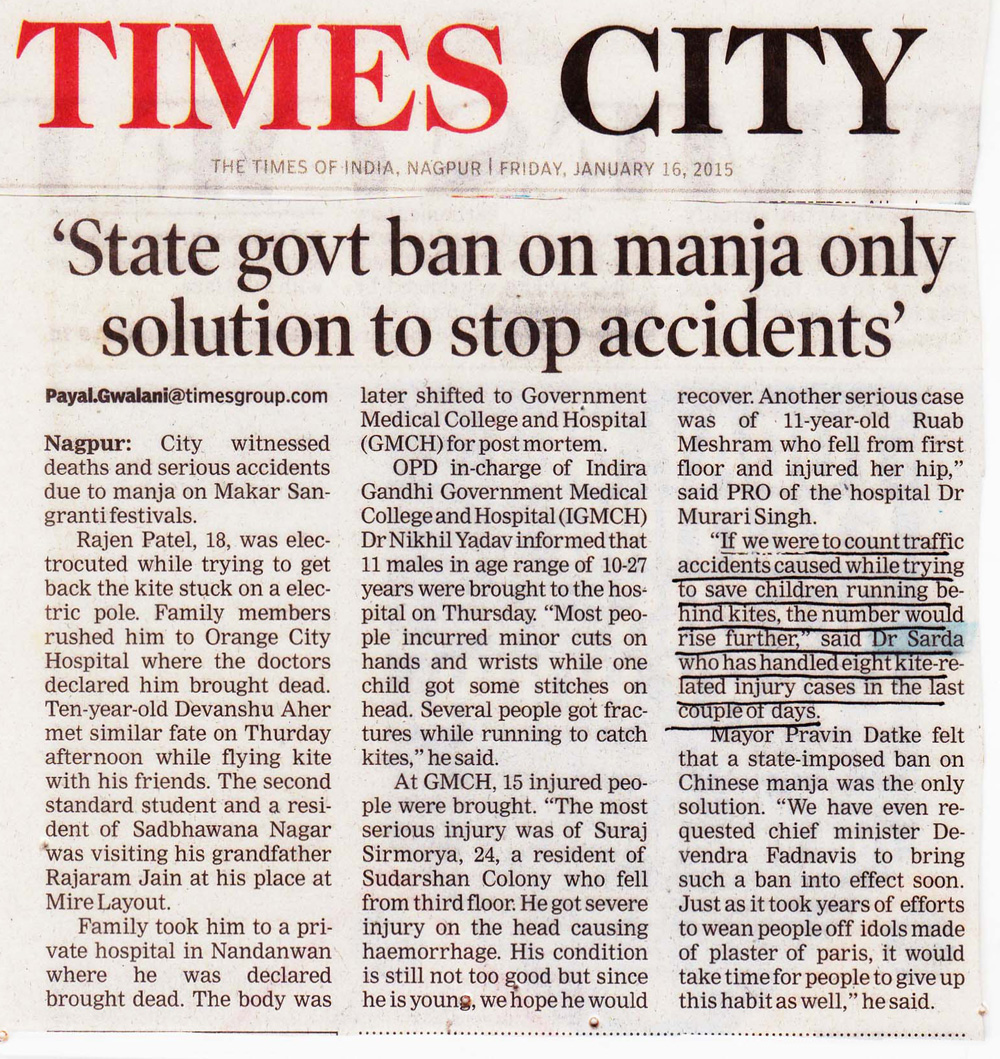 TIMES CITY
THE TIMES OF INDIA, NAGPUR | FRIDAY, JANUARY 16, 2015
‘State govt ban on manja only
solution to stop accidents’
Payal.Gwalani@timesgroup.com
Nagpur: City witnessed
deaths and serious accidents
due to manja on Makar San-
granti festivals.
Rajen Patel, 18, was elec-
trocuted while trying to get
back the kite stuck on a elec-
tric pole. Family members
rushed him to Orange City
Hospital where the doctors
declared him brought dead.
Ten-year-old Devanshu Aher
met similar fate on Thurday
afternoon while flying kite
with his friends. The second
standard student and a resi-
dent of Sadbhawana Nagar
was visiting his grandfather
Rajaram Jain at his place at
Mire Layout.
Family took him to a pri-
vate hospital in Nandanwan
where he was declared
brought dead. The body was
later shifted to Government
Medical College and Hospital
(GMCH) for post mortem.
OPD in-charge of Indira
Gandhi Government Medical
College and Hospital (IGMCH)
Dr Nikhil Yadav informed that
11 males in age range of 10-27
years were brought to the hos-
pital on Thursday. “Most peo-
ple incurred minor cuts on
hands and wrists while one
child got some stitches on
head. Several people got frac-
tures while running to catch
kites,” he said.
At GMCH, 15 injured peo-
ple were brought. “The most
serious injury was of Suraj
Sirmorya, 24, a resident of
Sudarshan Colony who fell
from third floor. He got severe
injury on the head causing
haemorrhage. His condition
is still not too good but since
he is young, we hope he would
recover. Another serious case
was of 11-year-old Ruab
Meshram who fell from first
floor and injured her hip,”
said PRO of the hospital Dr
Murari Singh.
“If we were to count traffic
accidents caused while trying
to save children running be-
hind kites, the number would
rise further,” said Dr Sarda
who has handled eight kite-re-
lated injury cases in the last
couple of days.
Mayor Pravin Datke felt
that a state-imposed ban on
Chinese manja was the only
solution. “We have even re-
quested chief minister De-
vendra Fadnavis to bring
such a ban into effect soon.
Just as it took years of efforts
to wean people off idols made
of plaster of paris, it would
take time for people to give up
this habit as well,” he said.